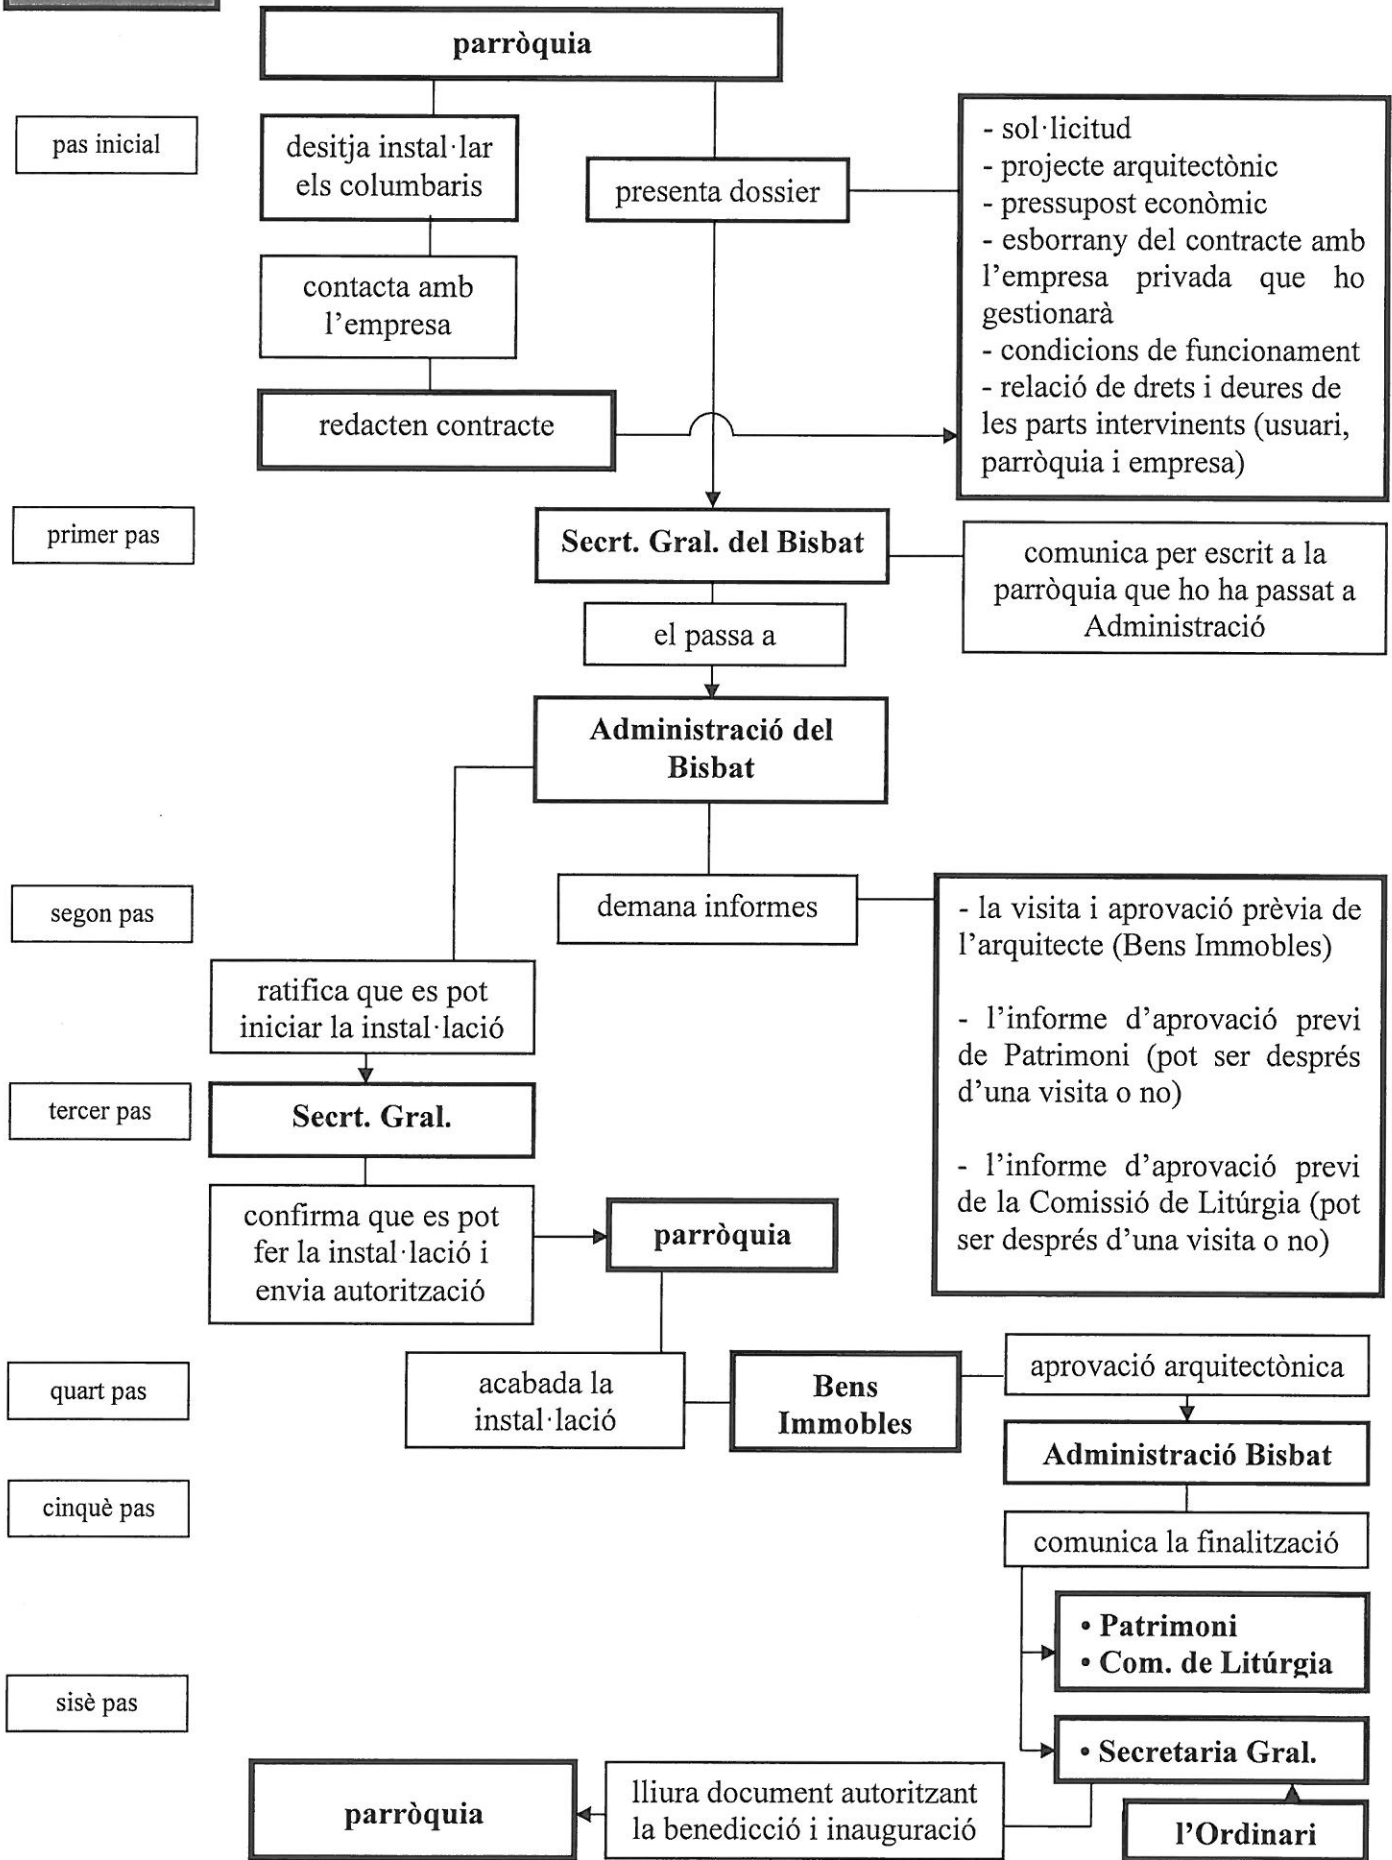 parròquia
pas inicial
desitja instal·lar
els columbaris
presenta dossier
- sol·licitud
- projecte arquitectònic
- pressupost econòmic
- esborrany del contracte amb
l’empresa privada que ho
gestionarà
- condicions de funcionament
- relació de drets i deures de
les parts intervinents (usuari,
parròquia i empresa)
contacta amb
l’empresa
redacten contracte
primer pas
Secrt. Gral. del Bisbat
comunica per escrit a la
parròquia que ho ha passat a
Administració
el passa a
Administració del
Bisbat
segon pas
demana informes
- la visita i aprovació prèvia de
l’arquitecte (Bens Immobles)
- l’informe d’aprovació previ
de Patrimoni (pot ser després
d’una visita o no)
- l’informe d’aprovació previ
de la Comissió de Litúrgia (pot
ser després d’una visita o no)
ratifica que es pot
iniciar la instal·lació
tercer pas
Secrt. Gral.
confirma que es pot
fer la instal·lació i
envia autorització
parròquia
quart pas
acabada la
instal·lació
Bens
Immobles
aprovació arquitectònica
Administració Bisbat
cinquè pas
comunica la finalització
• Patrimoni
• Com. de Litúrgia
sisè pas
• Secretaria Gral.
parròquia
lliura document autoritzant
la benedicció i inauguració
l’Ordinari